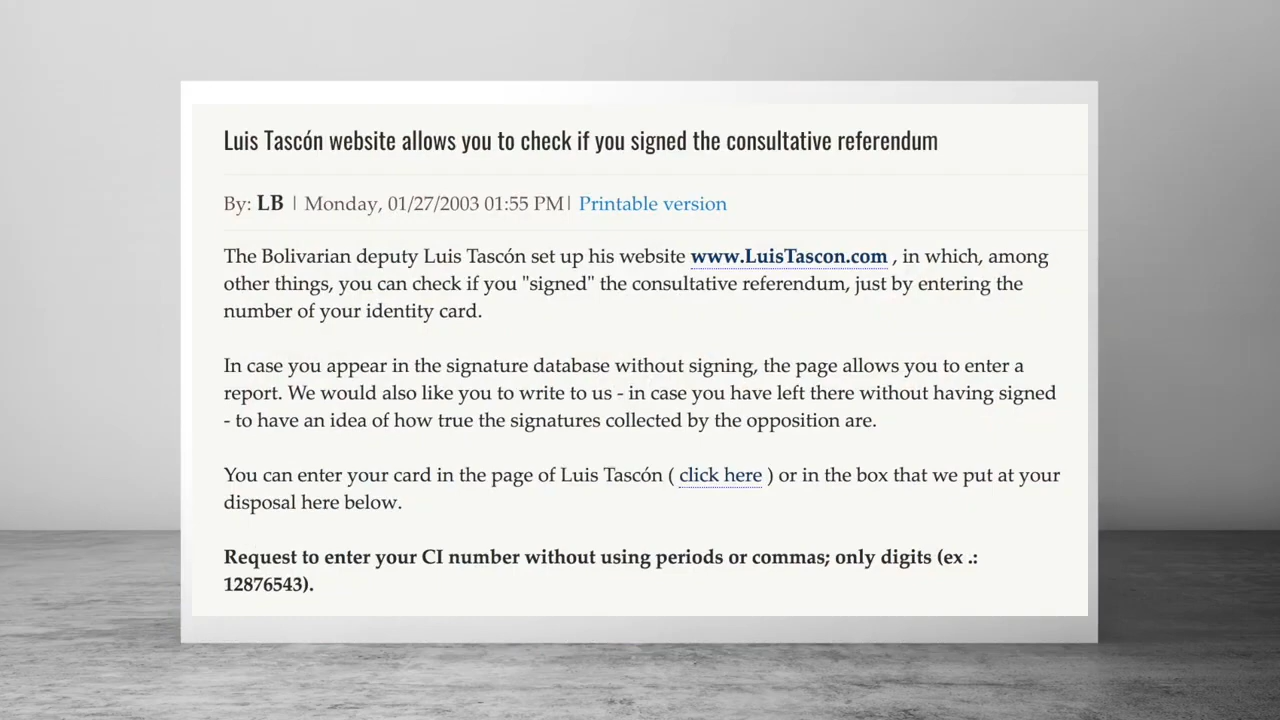 Luis Tascón website allows you to check if you signed the consultative referendum
By: LB | Monday, 01/27/2003 01:55 PM| Printable version
The Bolivarian deputy Luis Tascón set up his website www.LuisTascon.com , in which, among
other things, you can check if you "signed" the consultative referendum, just by entering the
number of your identity card.
In case you appear in the signature database without signing, the page allows you to enter a
report. We would also like you to write to us - in case you have left there without having signed
- to have an idea of how true the signatures collected by the opposition are.
You can enter your card in the page of Luis Tascón ( click here ) or in the box that we put at your
disposal here below.
Request to enter your CI number without using periods or commas; only digits (ex .:
12876543).